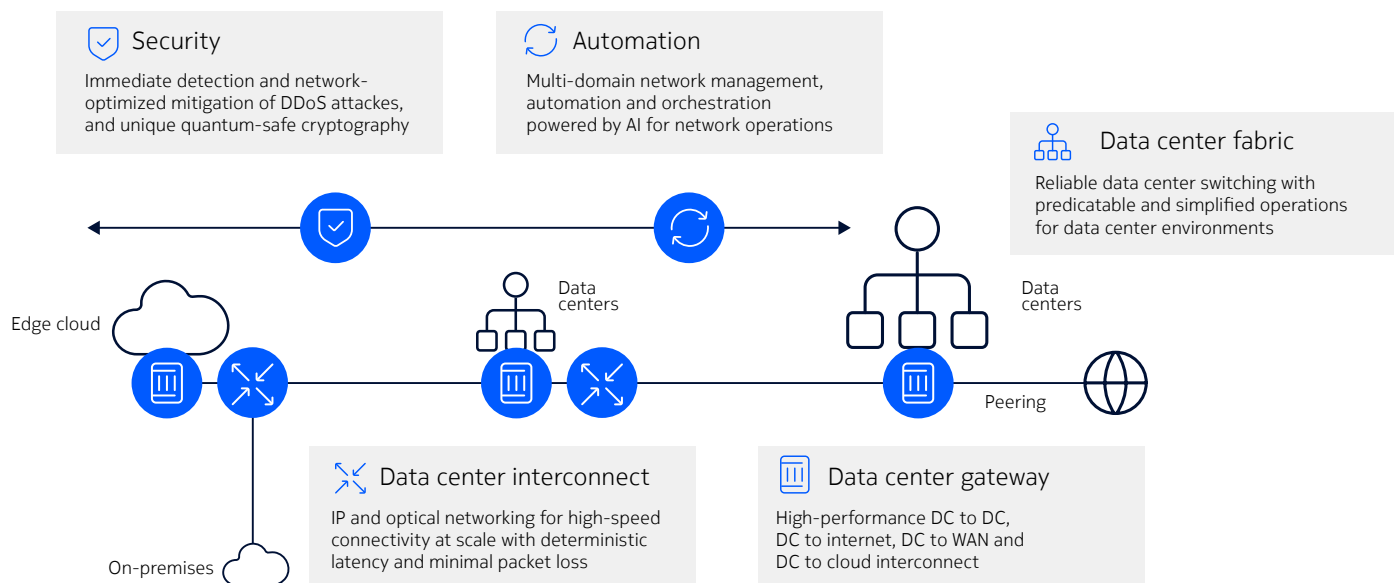 Security
Immediate detection and network-
optimized mitigation of DDoS attackes,
and unique quantum-safe cryptography
Automation
Multi-domain network management,
automation and orchestration
powered by AI for network operations
Data center fabric
Reliable data center switching with
predicatable and simplified operations
for data center environments
Edge cloud
Data
centers
Data
centers
Peering
On-premises
Data center interconnect
IP and optical networking for high-speed
connectivity at scale with deterministic
latency and minimal packet loss
Data center gateway
High-performance DC to DC,
DC to internet, DC to WAN and
DC to cloud interconnect